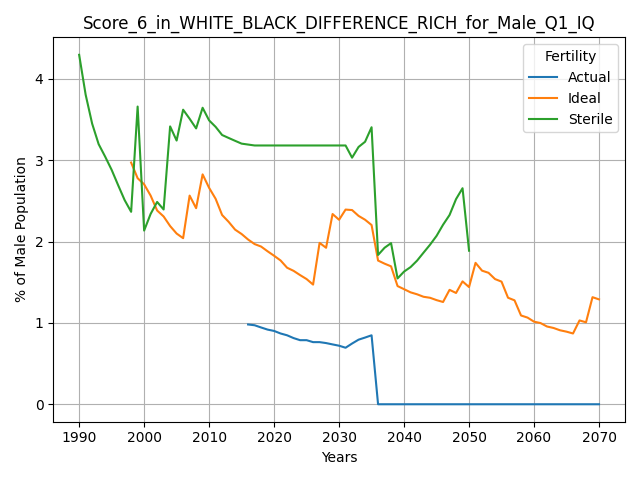 Score_6_in_WHITE_BLACK_DIFFERENCE_RICH_for_Male_Q1_IQ
Fertility
Actual
Ideal
Sterile
% of Male Population
4
3
2
1
0
1990 2000 2010 2020 2030 2040 2050 2060 2070
Years